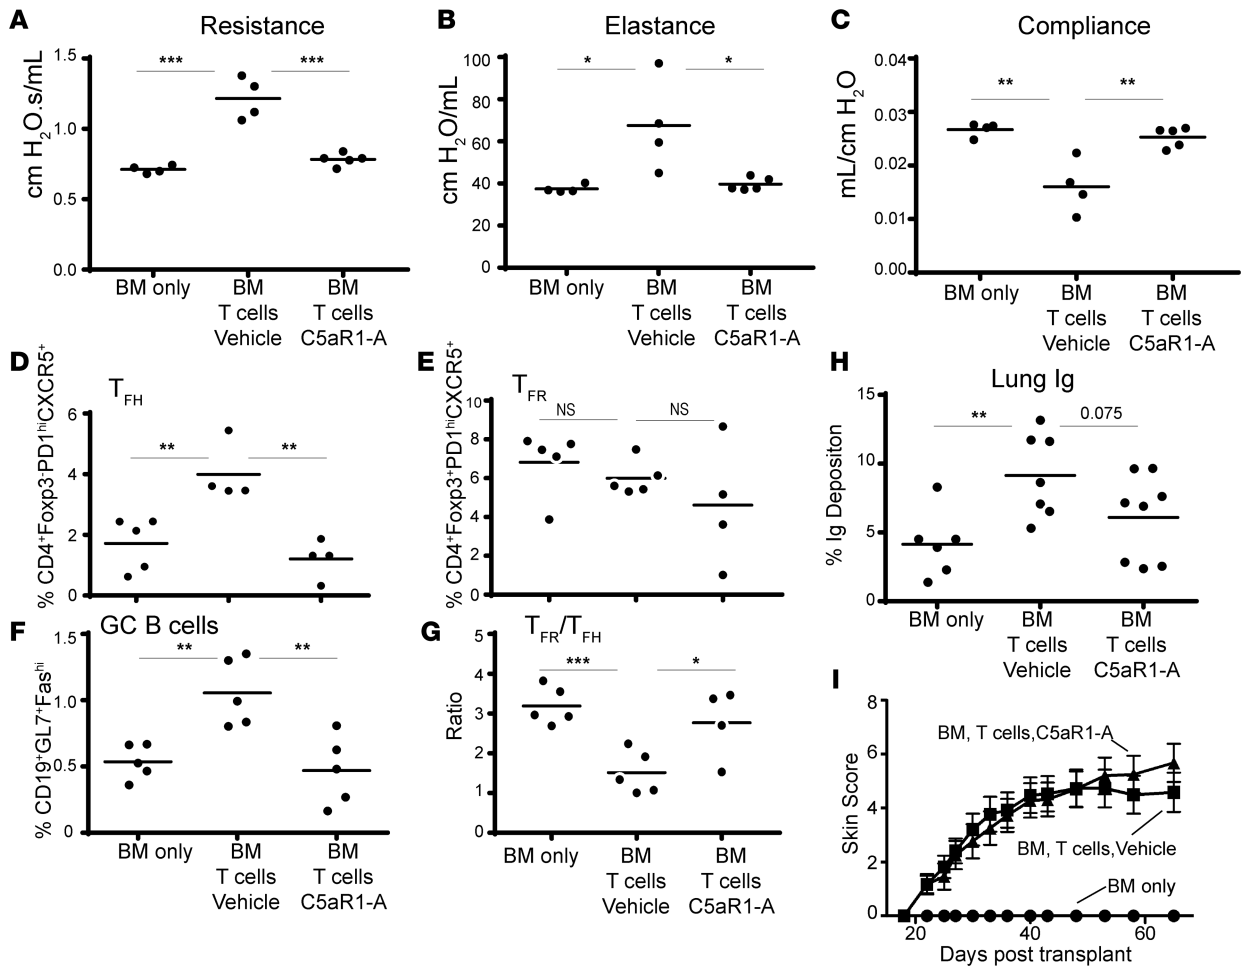 A
Resistance
cm H2O.s/mL
1.5
1.0
0.5
0.0
***
***
BM only
BM
T cells
Vehicle
BM
T cells
C5aR1-A
B
Elastance
cm H2O/mL
100
80
60
40
20
0
*
*
BM only
BM
T cells
Vehicle
BM
T cells
C5aR1-A
C
Compliance
mL/cm H2O
0.04
0.03
0.02
0.01
0.00
**
**
BM only
BM
T cells
Vehicle
BM
T cells
C5aR1-A
D
TFH
% CD4+Foxp3-PD1hiCXCR5+
6
4
2
0
**
**
E
TFR
% CD4+Foxp3+PD1hiCXCR5+
10
8
6
4
2
0
NS
NS
H
Lung Ig
% Ig Depositon
15
10
5
0
**
0.075
BM only
BM
T cells
Vehicle
BM
T cells
C5aR1-A
F
GC B cells
% CD19+GL7+Fashi
1.5
1.0
0.5
0
**
**
BM only
BM
T cells
Vehicle
BM
T cells
C5aR1-A
G
TFR/TFH
Ratio
5
4
3
2
1
0
***
*
BM only
BM
T cells
Vehicle
BM
T cells
C5aR1-A
I
Skin Score
8
6
4
2
0
BM, T cells,C5aR1-A
BM, T cells,Vehicle
BM only
20
40
60
Days post transplant